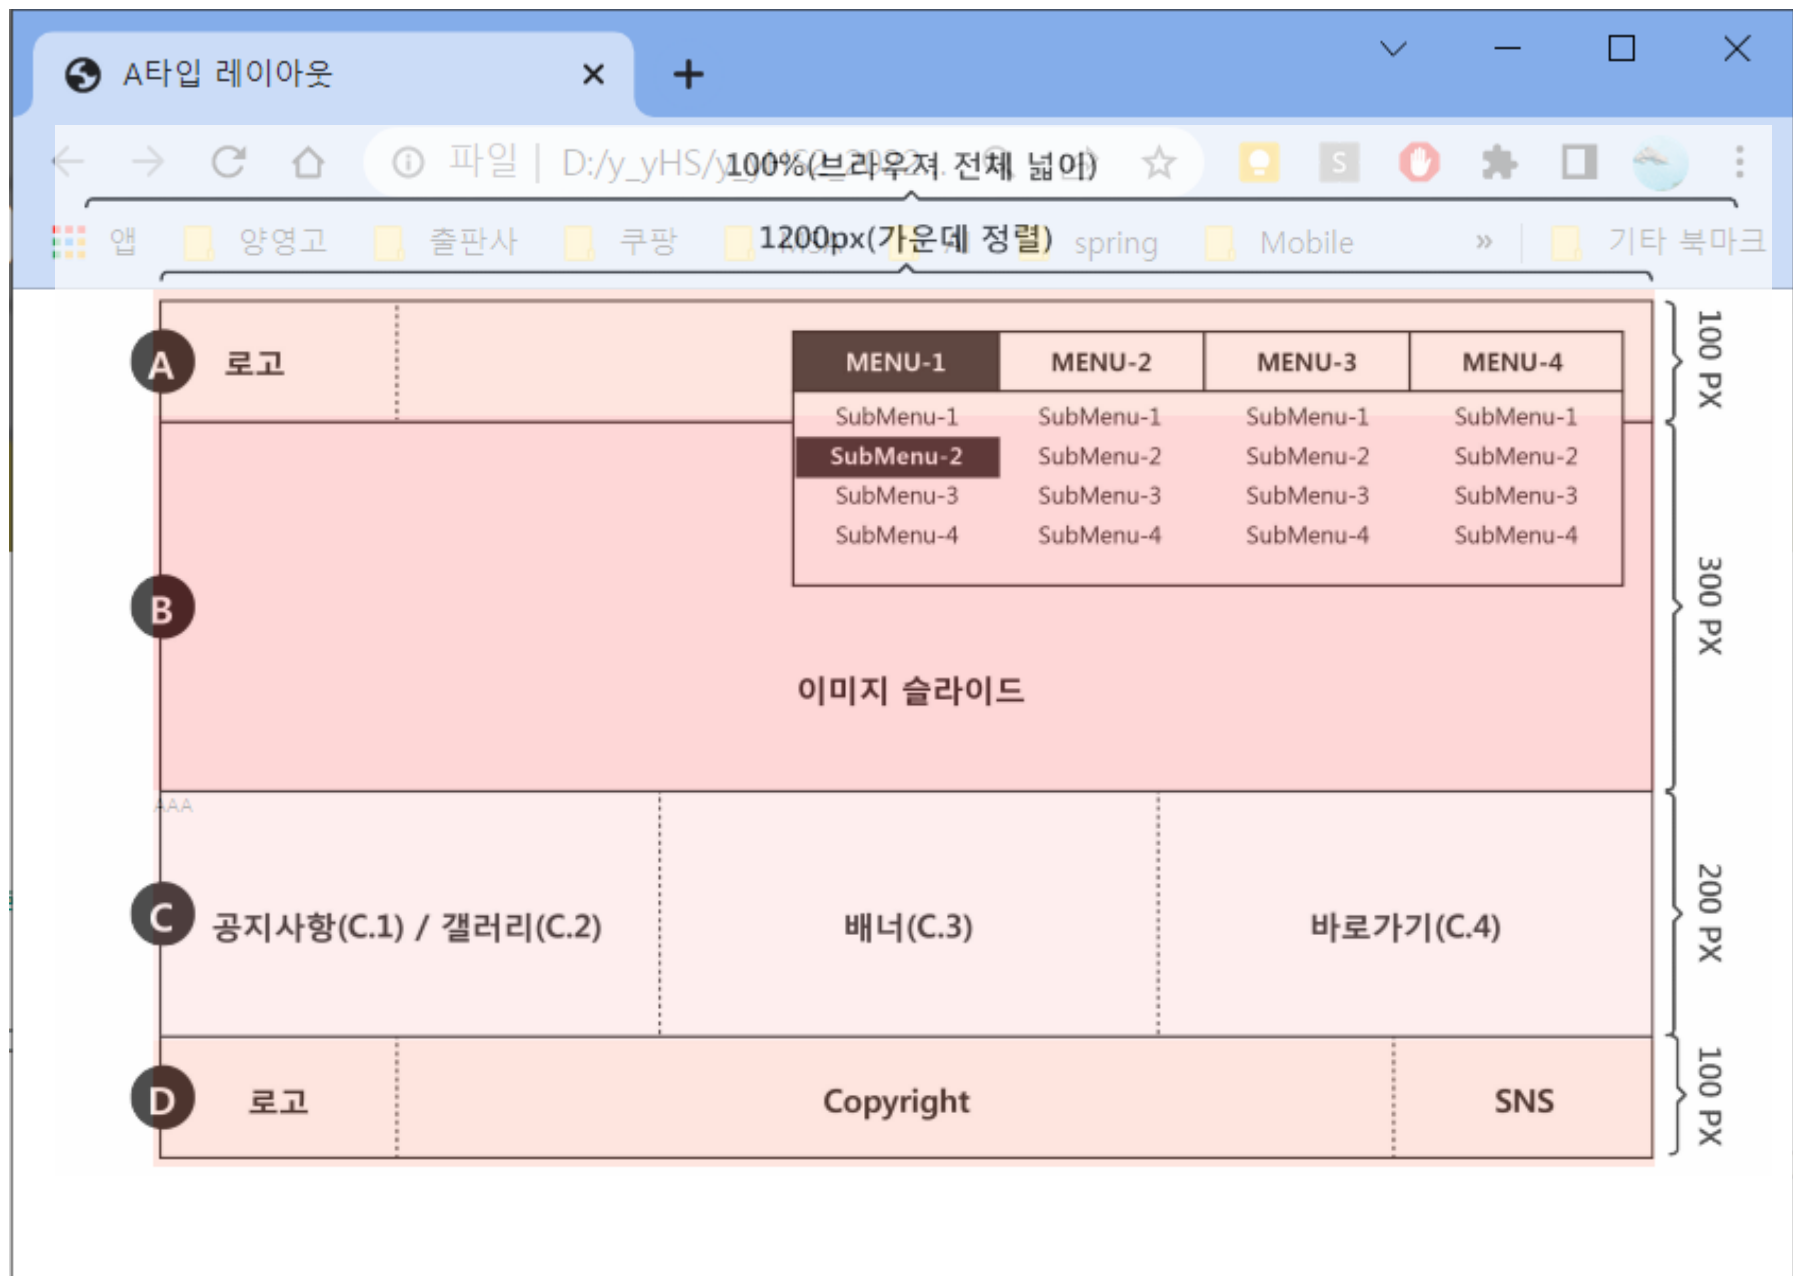 A타입 레이아웃
파일 | D:/y_yHS/y_
100%(브라우져 전체 넓이)
S
앱
양영고
출판사
쿠팡
1200px(가운데 정렬)
spring
Mobile
»
기타 북마크
A
로고
MENU-1 MENU-2 MENU-3 MENU-4
SubMenu-1 SubMenu-1 SubMenu-1 SubMenu-1
SubMenu-2 SubMenu-2 SubMenu-2 SubMenu-2
SubMenu-3 SubMenu-3 SubMenu-3 SubMenu-3
SubMenu-4 SubMenu-4 SubMenu-4 SubMenu-4
100 PX
B
이미지 슬라이드
300 PX
AAA
C
공지사항(C.1) / 갤러리(C.2)
배너(C.3)
바로가기(C.4)
200 PX
D
로고
Copyright
SNS
100 PX